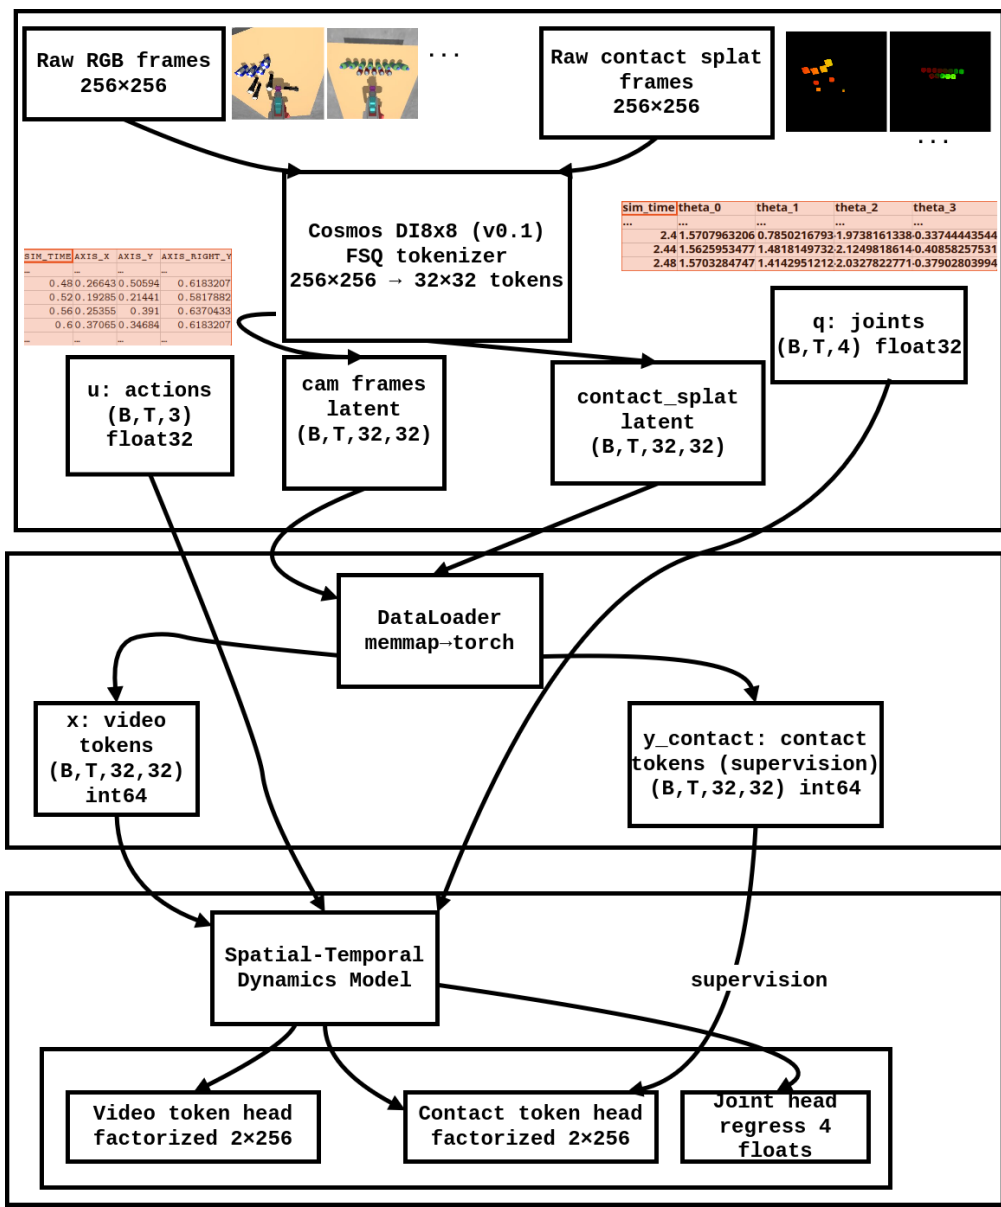 Raw RGB frames
256×256
...
Raw contact splat
frames
256×256
...
Cosmos DI8x8 (v0.1)
FSQ tokenizer
256×256 → 32×32 tokens
sim_time theta_0 theta_1 theta_2 theta_3
... ... ... ... ...
2.4 1.5707963206 0.7850216793 -1.9738161338 -0.33744443544
2.44 1.5625953477 1.4818149732 -2.1249818614 -0.40858257531
2.48 1.5703284747 1.4142951212 -2.0327822771 -0.37902803994
SIM_TIME AXIS_X AXIS_Y AXIS_RIGHT_Y
… … … …
0.48 0.26643 0.50594 0.6183207
0.52 0.19285 0.21441 0.5817882
0.56 0.25355 0.391 0.6370433
0.6 0.37065 0.34684 0.6183207
… … … …
q: joints
(B,T,4) float32
u: actions
(B,T,3)
float32
cam frames
latent
(B,T,32,32)
contact_splat
latent
(B,T,32,32)
DataLoader
memmap→torch
x: video
tokens
(B,T,32,32)
int64
y_contact: contact
tokens (supervision)
(B,T,32,32) int64
Spatial-Temporal
Dynamics Model
supervision
Video token head
factorized 2×256
Contact token head
factorized 2×256
Joint head
regress 4
floats